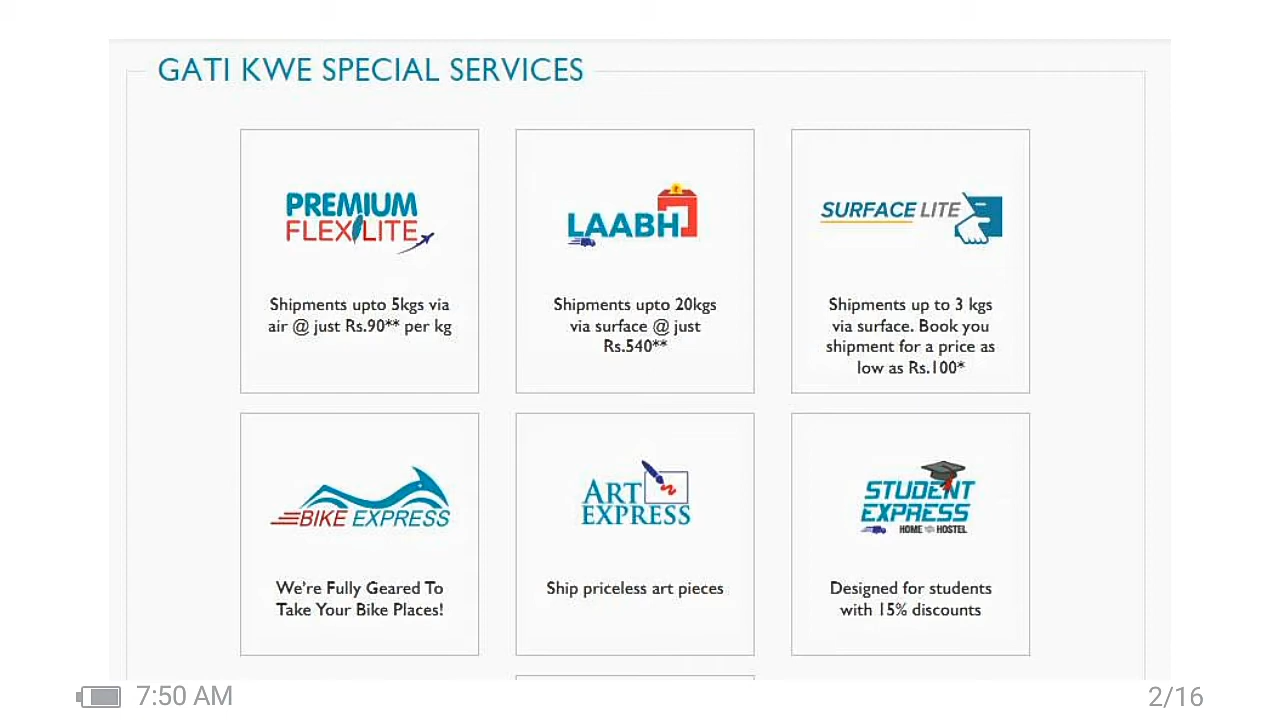 GATI KWE SPECIAL SERVICES
PREMIUM
FLEXILITE
Shipments upto 5kgs via
air @ just Rs.90** per kg
LAABH
Shipments upto 20kgs
via surface @ just
Rs.540**
SURFACE LITE
Shipments up to 3 kgs
via surface. Book you
shipment for a price as
low as Rs.100*
BIKE EXPRESS
We're Fully Geared To
Take Your Bike Places!
ART
EXPRESS
Ship priceless art pieces
STUDENT
EXPRESS
HOME HOSTEL
Designed for students
with 15% discounts
7:50 AM
2/16